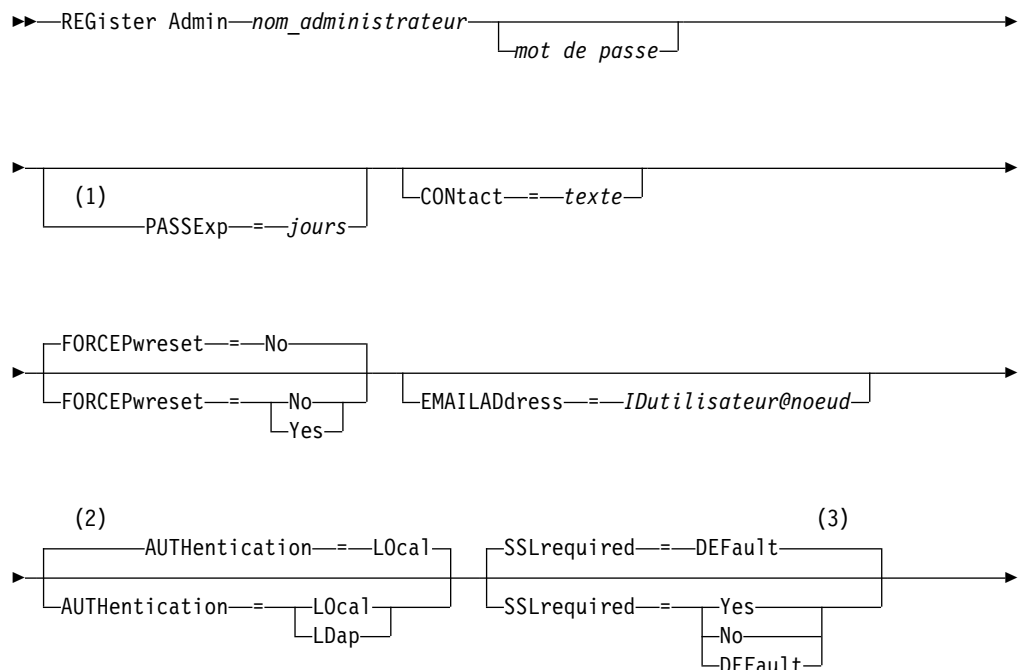 REGister Admin nom_administrateur
mot de passe
(1)
PASSExp = jours
CONtact = texte
FORCEPwreset = No
FORCEPwreset = No
Yes
EMAILADdress = IDutilisateur@noeud
(2)
AUTHentication = LOcal
AUTHentication = LOcal
LDap
(3)
SSLrequired = DEFault
SSLrequired = Yes
No
DEFault